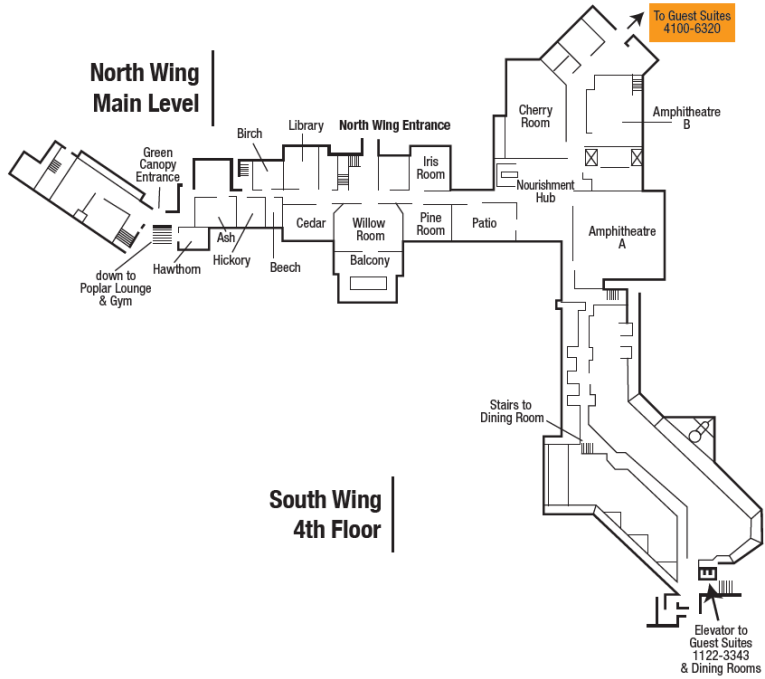 To Guest Suites
4100-6320
North Wing
Main Level
Green
Canopy
Entrance
Birch
Library
North Wing Entrance
Iris
Room
Cherry
Room
Amphitheatre
B
Nourishment
Hub
Cedar
Willow
Room
Pine
Room
Patio
Amphitheatre
A
Balcony
Ash
Hickory
Beech
Hawthorn
down to
Poplar Lounge
& Gym
Stairs to
Dining Room
South Wing
4th Floor
Elevator to
Guest Suites
1122-3343
& Dining Rooms